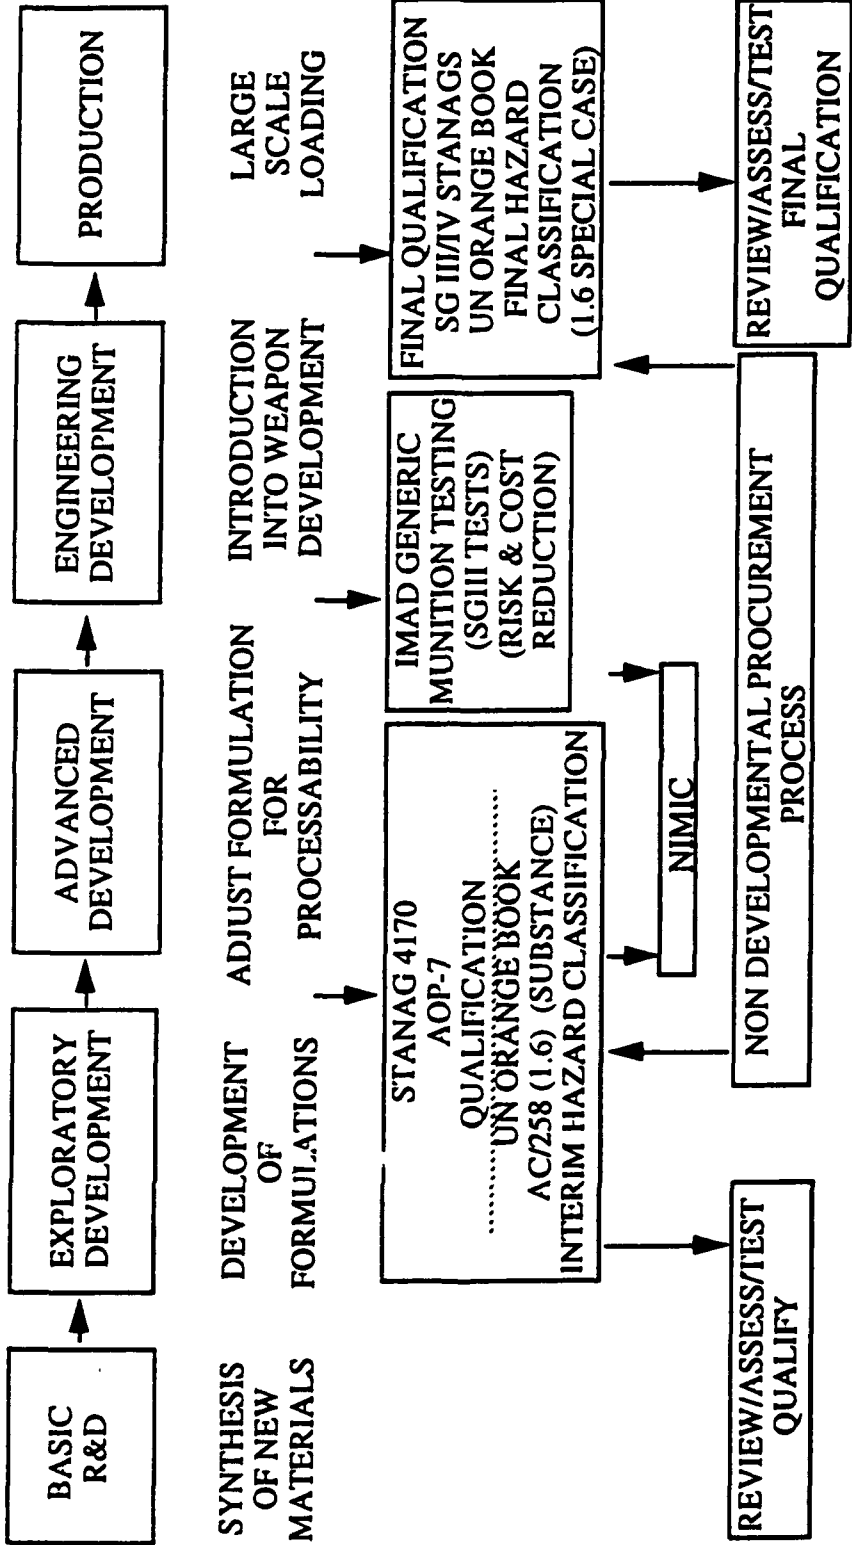 BASIC
R&D
EXPLORATORY
DEVELOPMENT
ADVANCED
DEVELOPMENT
ENGINEERING
DEVELOPMENT
PRODUCTION
SYNTHESIS
OF NEW
MATERIALS
DEVELOPMENT
OF
FORMULATIONS
ADJUST FORMULATION
FOR
PROCESSABILITY
INTRODUCTION
INTO WEAPON
DEVELOPMENT
LARGE
SCALE
LOADING
STANAG 4170
AOP-7
QUALIFICATION
UN ORANGE BOOK
AC/258 (1.6) (SUBSTANCE)
INTERIM HAZARD CLASSIFICATION
IMAD GENERIC
MUNITION TESTING
(SGIII TESTS)
(RISK & COST
REDUCTION)
FINAL QUALIFICATION
SG III/IV STANAGS
UN ORANGE BOOK
FINAL HAZARD
CLASSIFICATION
(1.6 SPECIAL CASE)
NIMIC
REVIEW/ASSESS/TEST
QUALIFY
NON DEVELOPMENTAL PROCUREMENT
PROCESS
REVIEW/ASSESS/TEST
FINAL
QUALIFICATION